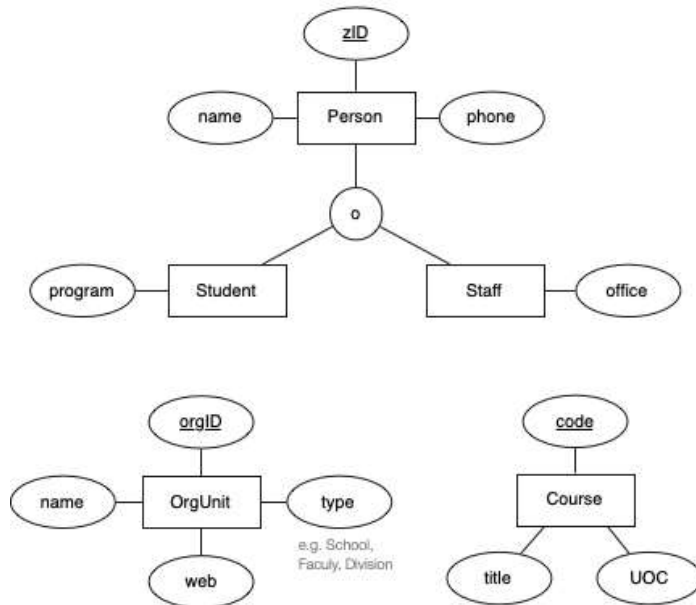 zID
name
Person
phone
o
program
Student
Staff
office
orgID
code
name
OrgUnit
type
Course
e.g. School,
Faculy, Division
web
title
UOC